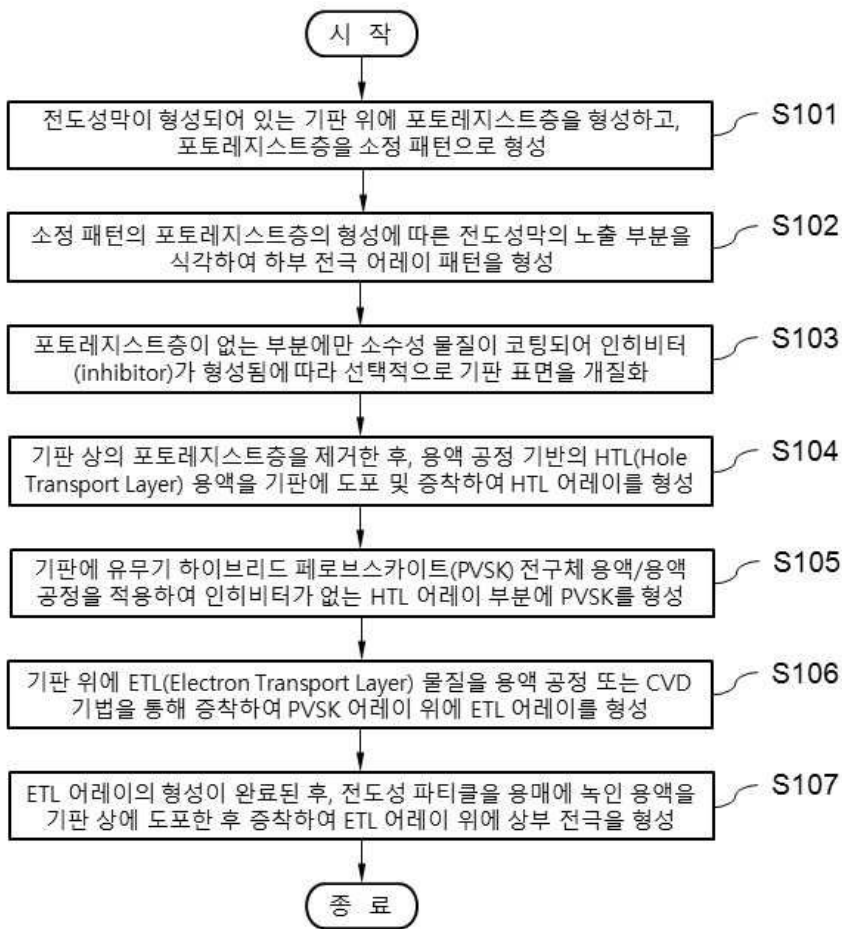 시 작
전도성막이 형성되어 있는 기판 위에 포토레지스트층을 형성하고,
포토레지스트층을 소정 패턴으로 형성
S101
소정 패턴의 포토레지스트층의 형성에 따른 전도성막의 노출 부분을
식각하여 하부 전극 어레이 패턴을 형성
S102
포토레지스트층이 없는 부분에만 소수성 물질이 코팅되어 인히비터
(inhibitor)가 형성됨에 따라 선택적으로 기판 표면을 개질화
S103
기판 상의 포토레지스트층을 제거한 후, 용액 공정 기반의 HTL(Hole
Transport Layer) 용액을 기판에 도포 및 증착하여 HTL 어레이를 형성
S104
기판에 유무기 하이브리드 페로브스카이트(PVSK) 전구체 용액/용액
공정을 적용하여 인히비터가 없는 HTL 어레이 부분에 PVSK를 형성
S105
기판 위에 ETL(Electron Transport Layer) 물질을 용액 공정 또는 CVD
기법을 통해 증착하여 PVSK 어레이 위에 ETL 어레이를 형성
S106
ETL 어레이의 형성이 완료된 후, 전도성 파티클을 용매에 녹인 용액을
기판 상에 도포한 후 증착하여 ETL 어레이 위에 상부 전극을 형성
S107
종 료